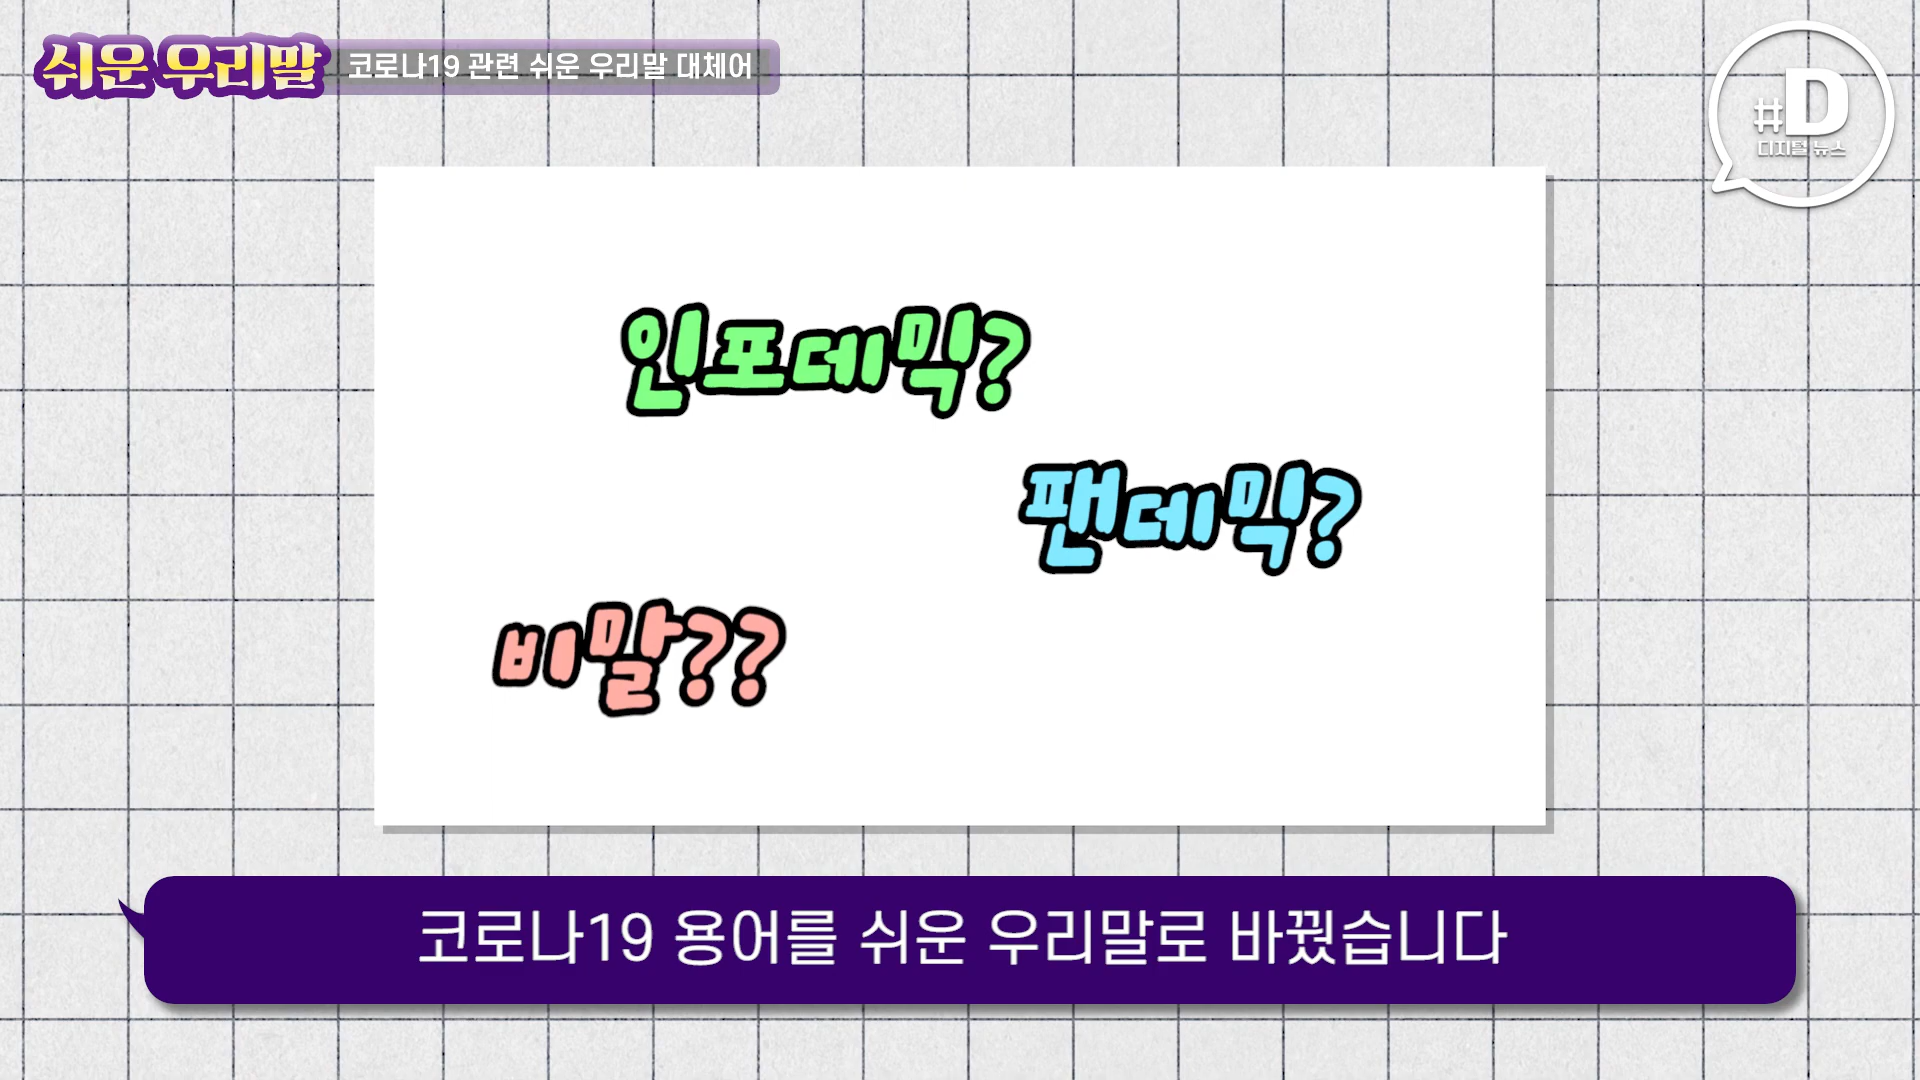 쉬운 우리말
코로나19 관련 쉬운 우리말 대체어
#D
디지털 뉴스
인포데믹?
팬데믹?
비말??
코로나19 용어를 쉬운 우리말로 바꿨습니다